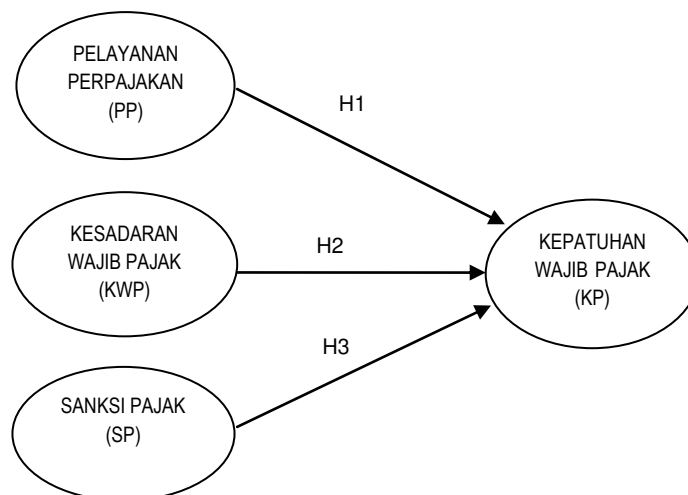 PELAYANAN
PERPAJAKAN
(PP)
H1
KESADARAN
WAJIB PAJAK
(KWP)
H2
KEPATUHAN
WAJIB PAJAK
(KP)
H3
SANKSI PAJAK
(SP)